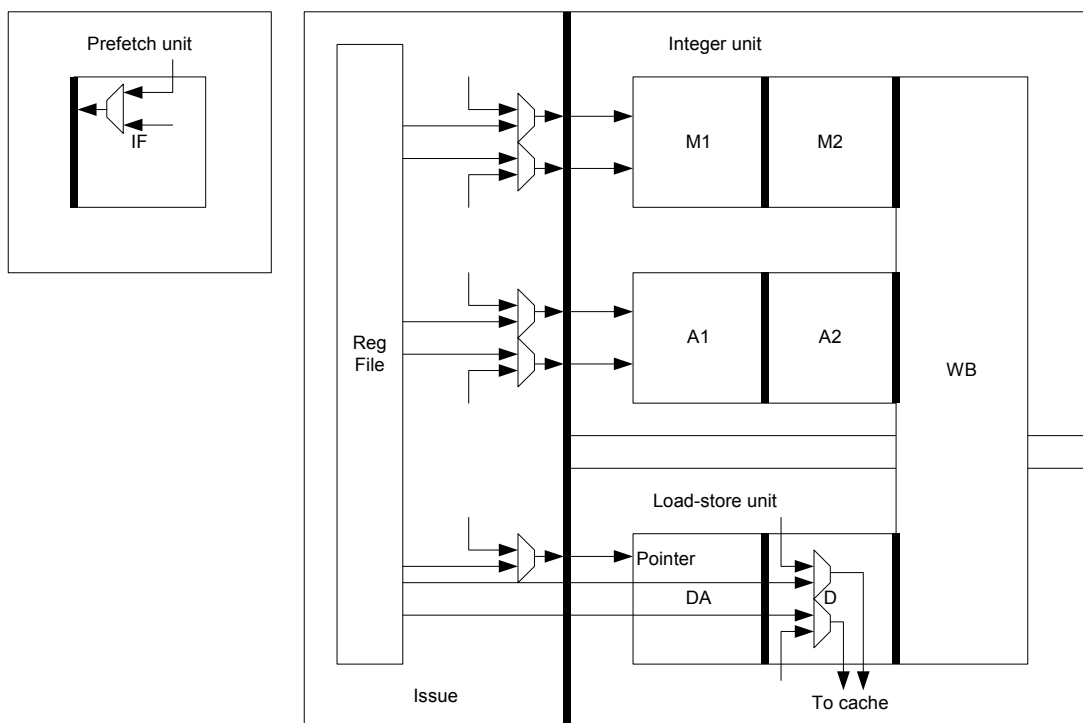 Prefetch unit
IF
Integer unit
M1
M2
Reg
File
A1
A2
WB
Load-store unit
Pointer
DA
D
Issue
To cache